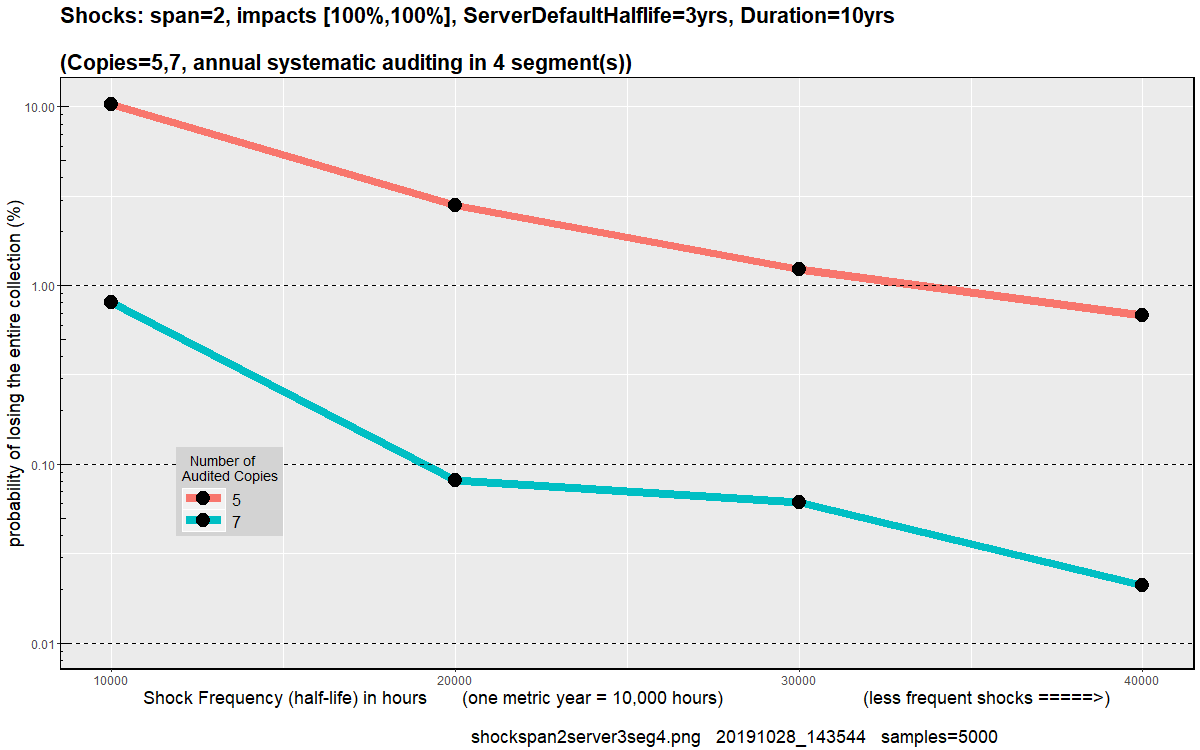 Shocks: span=2, impacts [100%,100%], ServerDefaultHalflife=3yrs, Duration=10yrs
(Copies=5,7, annual systematic auditing in 4 segment(s))
probability of losing the entire collection (%)
10.00
1.00
0.10
0.01
Number of
Audited Copies
5
7
10000 20000 30000 40000
Shock Frequency (half-life) in hours (one metric year = 10,000 hours) (less frequent shocks =====>)
shockspan2server3seg4.png 20191028_143544 samples=5000